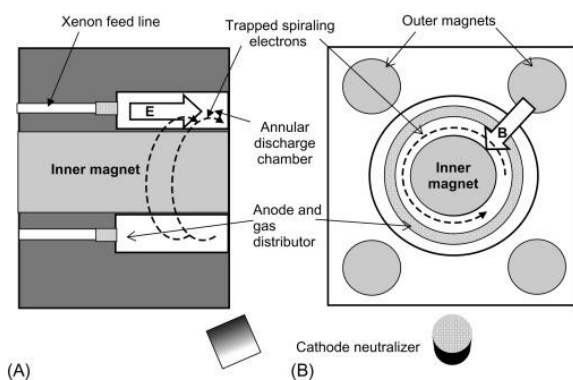 Xenon feed line
Trapped spiraling
electrons
Outer magnets
E
B
Annular
discharge
chamber
Inner magnet
Inner
magnet
Anode and
gas
distributor
Cathode neutralizer
(A)
(B)